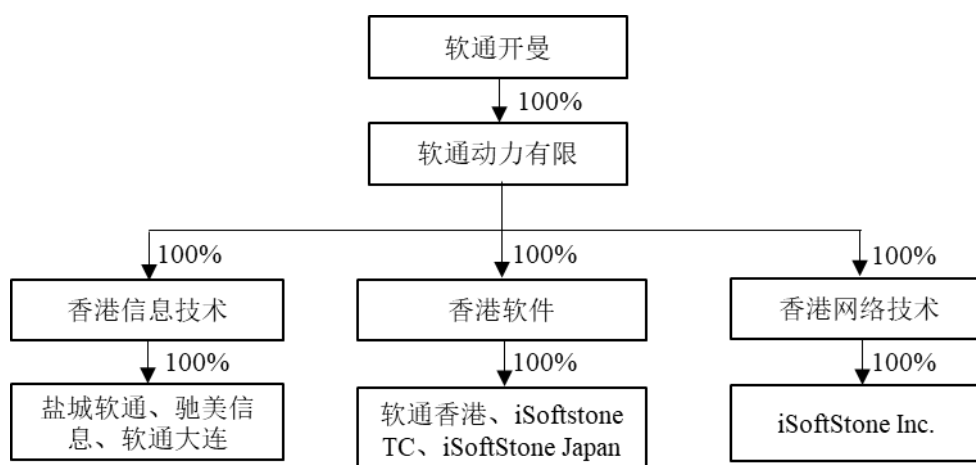 软通开曼
100%
软通动力有限
100%
100%
100%
香港信息技术
香港软件
香港网络技术
100%
100%
100%
盐城软通、驰美信
息、软通大连
软通香港、iSoftstone
TC、iSoftStone Japan
iSoftStone Inc.